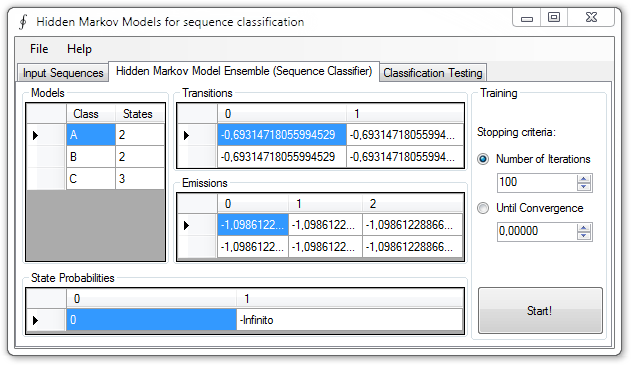 Hidden Markov Models for sequence classification
File Help
Input Sequences Hidden Markov Model Ensemble (Sequence Classifier) Classification Testing
Models
Class States
A 2
B 2
C 3
Transitions
0 1
-0,69314718055994529 -0,69314718055994...
-0,69314718055994529 -0,69314718055994...
Emissions
0 1 2
-1,0986122... -1,0986122... -1,09861228866...
-1,0986122... -1,0986122... -1,09861228866...
State Probabilities
0 1
0 -Infinito
Training
Stopping criteria:
Number of Iterations
100
Until Convergence
0,00000
Start!